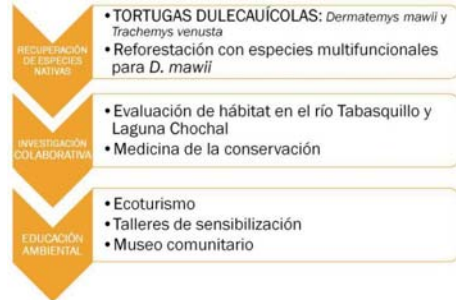 RECUPERACIÓN
DE ESPECIES
NATIVAS
• TORTUGAS DULECAUÍCOLAS: Dermatemys mawii y
Trachemys venusta
• Reforestación con especies multifuncionales
para D. mawii
INVESTIGACIÓN
COLABORATIVA
• Evaluación de hábitat en el río Tabasquillo y
Laguna Chochal
• Medicina de la conservación
EDUCACIÓN
AMBIENTAL
• Ecoturismo
• Talleres de sensibilización
• Museo comunitario